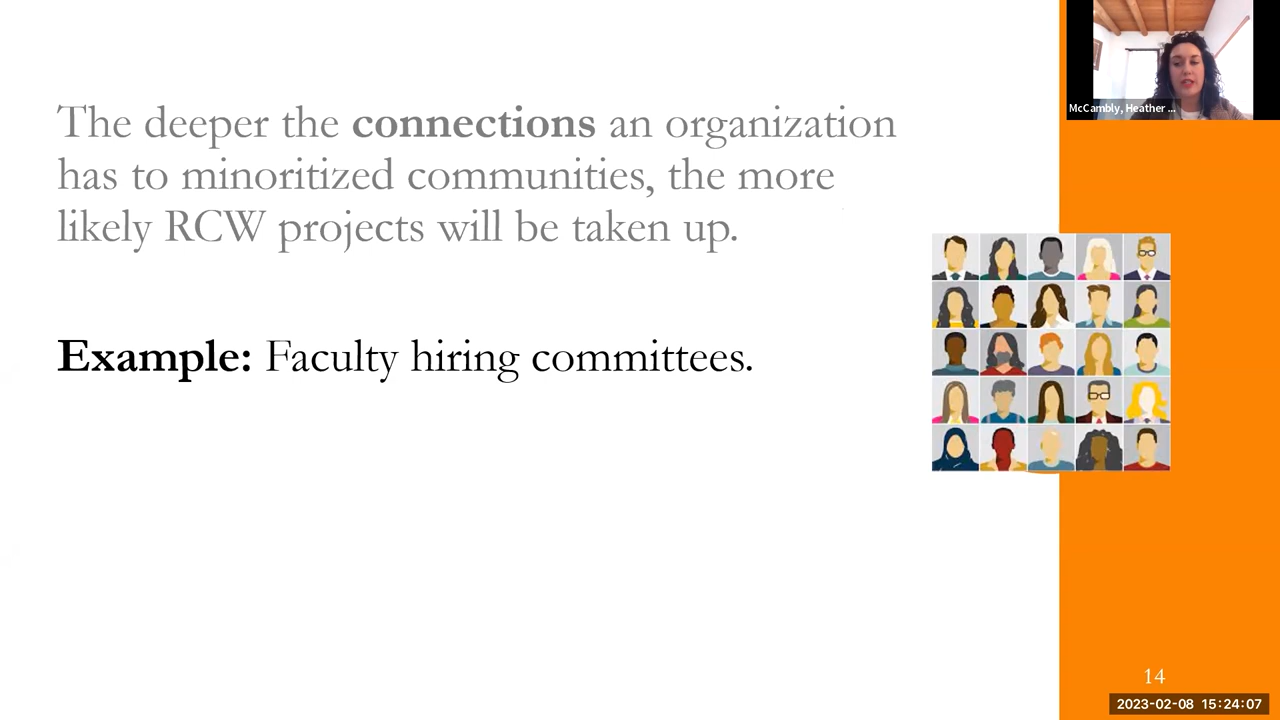 McCambly, Heather ...
The deeper the connections an organization
has to minoritized communities, the more
likely RCW projects will be taken up.
Example: Faculty hiring committees.
14
2023-02-08 15:24:07